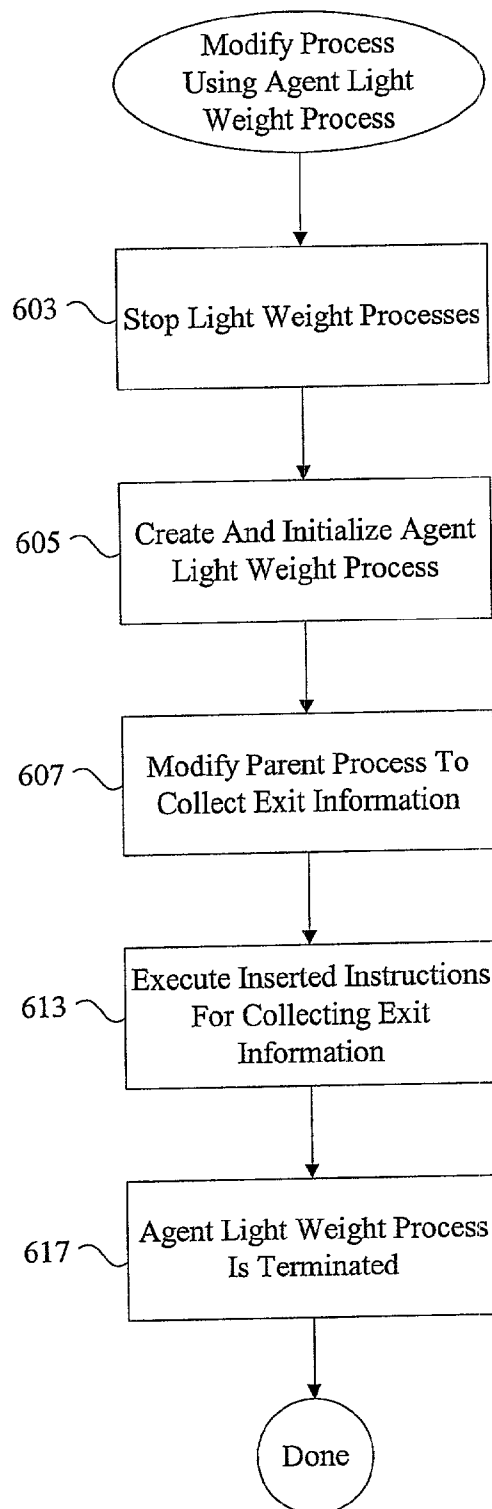 Modify Process
Using Agent Light
Weight Process
603
Stop Light Weight Processes
605
Create And Initialize Agent
Light Weight Process
607
Modify Parent Process To
Collect Exit Information
613
Execute Inserted Instructions
For Collecting Exit
Information
617
Agent Light Weight Process
Is Terminated
Done